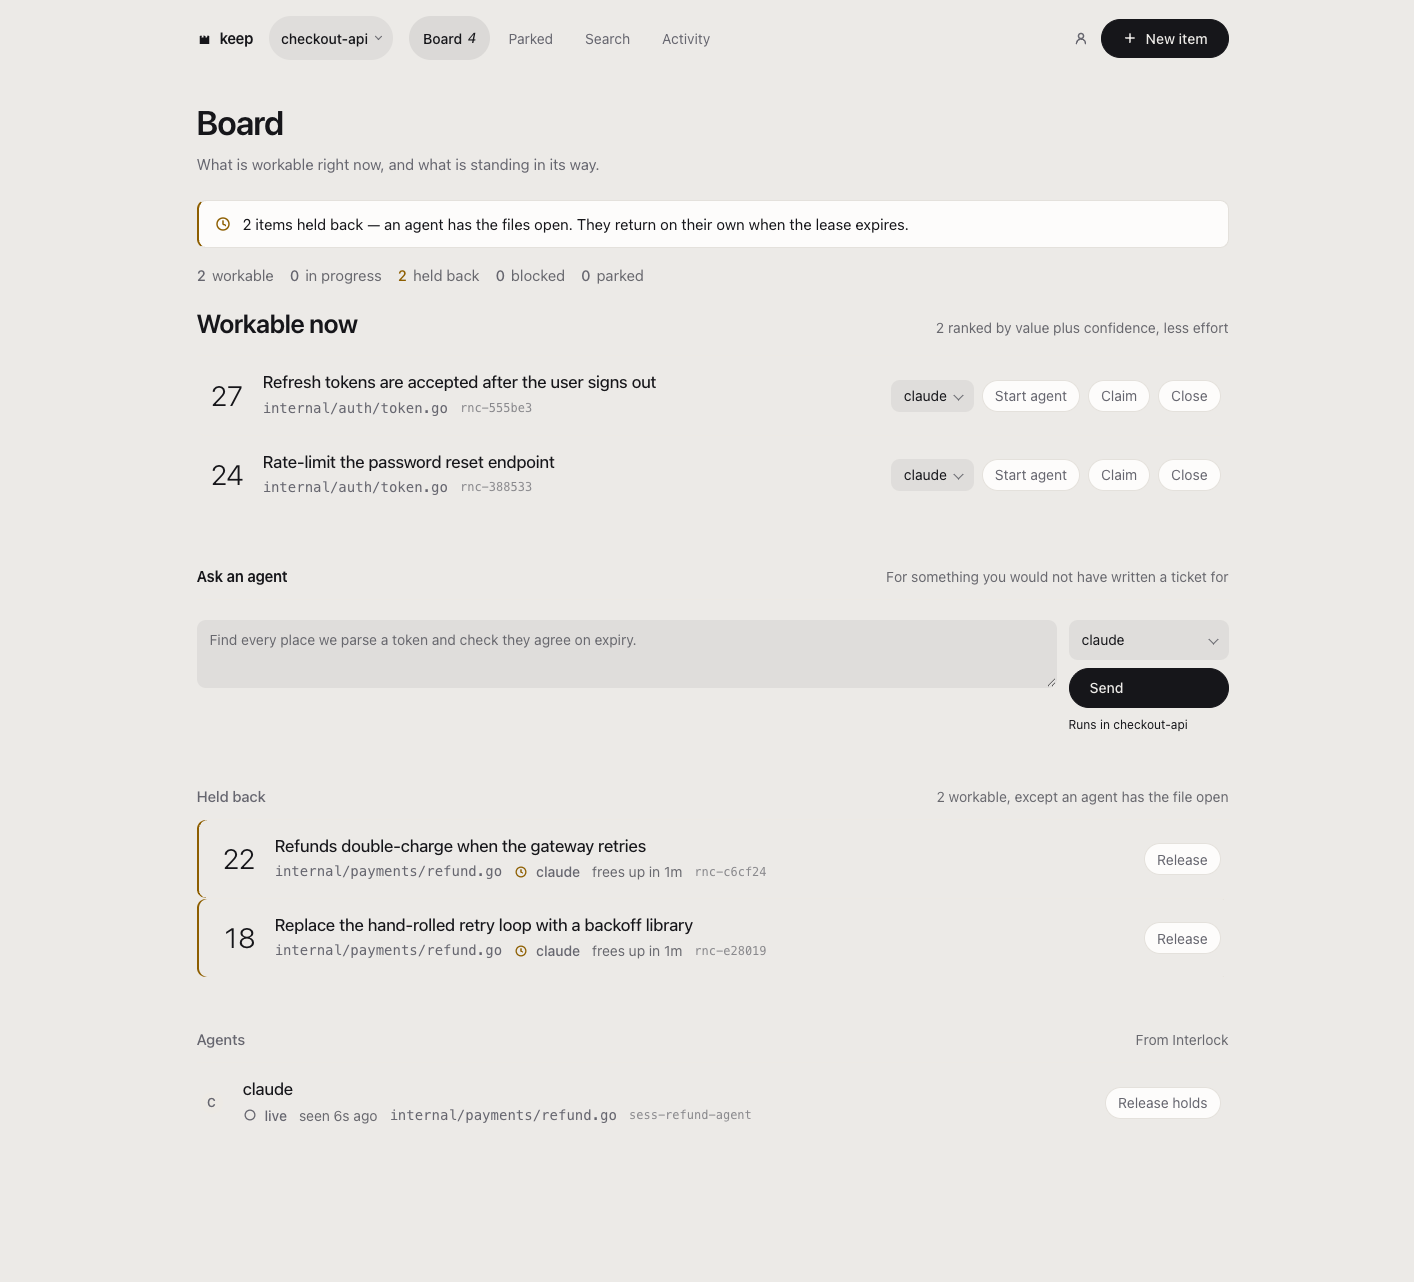 keep checkout-api Board 4 Parked Search Activity New item
Board
What is workable right now, and what is standing in its way.
2 items held back — an agent has the files open. They return on their own when the lease expires.
2 workable 0 in progress 2 held back 0 blocked 0 parked
Workable now 2 ranked by value plus confidence, less effort
27 Refresh tokens are accepted after the user signs out
internal/auth/token.go rnc-555be3 claude Start agent Claim Close
24 Rate-limit the password reset endpoint
internal/auth/token.go rnc-388533 claude Start agent Claim Close
Ask an agent For something you would not have written a ticket for
Find every place we parse a token and check they agree on expiry. claude
Send
Runs in checkout-api
Held back 2 workable, except an agent has the file open
22 Refunds double-charge when the gateway retries
internal/payments/refund.go claude frees up in 1m rnc-c6cf24 Release
18 Replace the hand-rolled retry loop with a backoff library
internal/payments/refund.go claude frees up in 1m rnc-e28019 Release
Agents From Interlock
C claude
live seen 6s ago internal/payments/refund.go sess-refund-agent Release holds